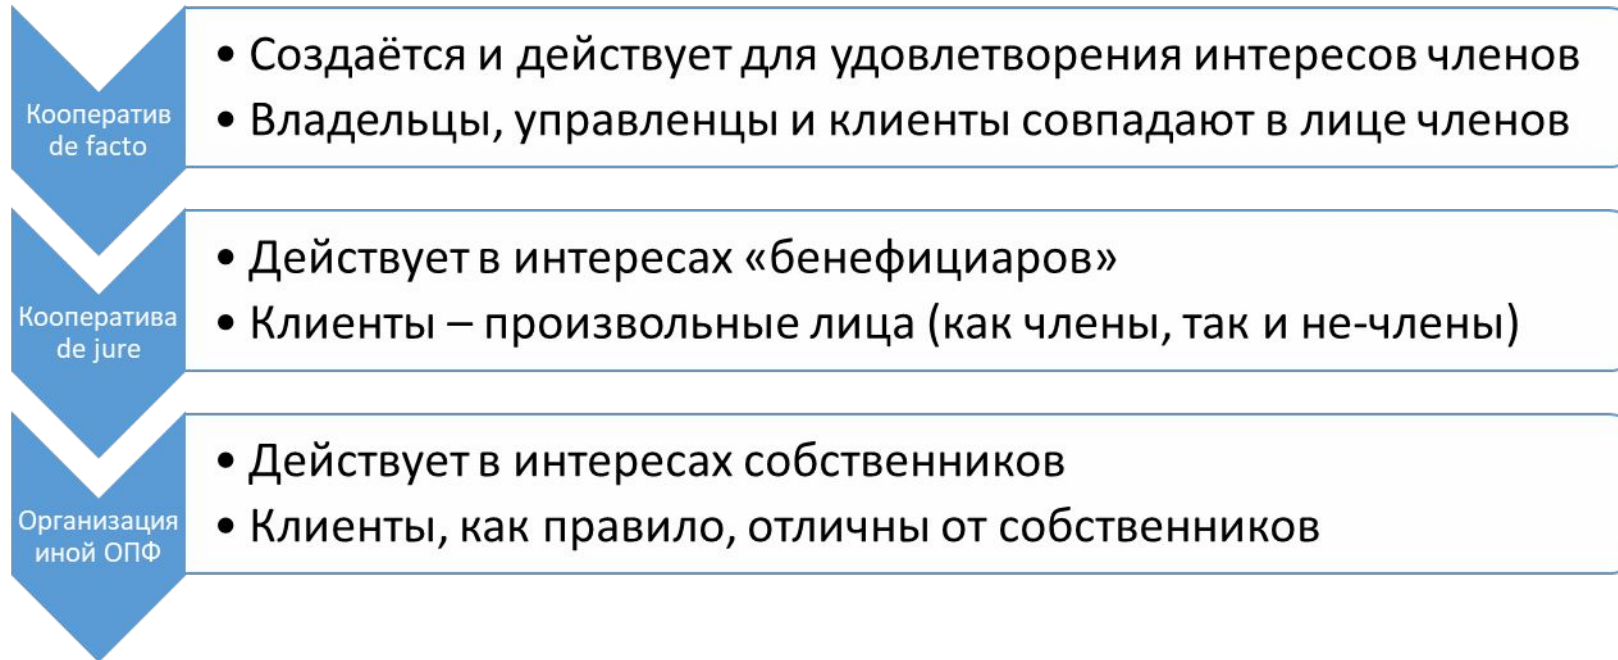 Кооператив
de facto
• Создаётся и действует для удовлетворения интересов членов
• Владельцы, управленцы и клиенты совпадают в лице членов
Кооператива
de jure
• Действует в интересах «бенефициаров»
• Клиенты – произвольные лица (как члены, так и не-члены)
Организация
иной ОПФ
• Действует в интересах собственников
• Клиенты, как правило, отличны от собственников